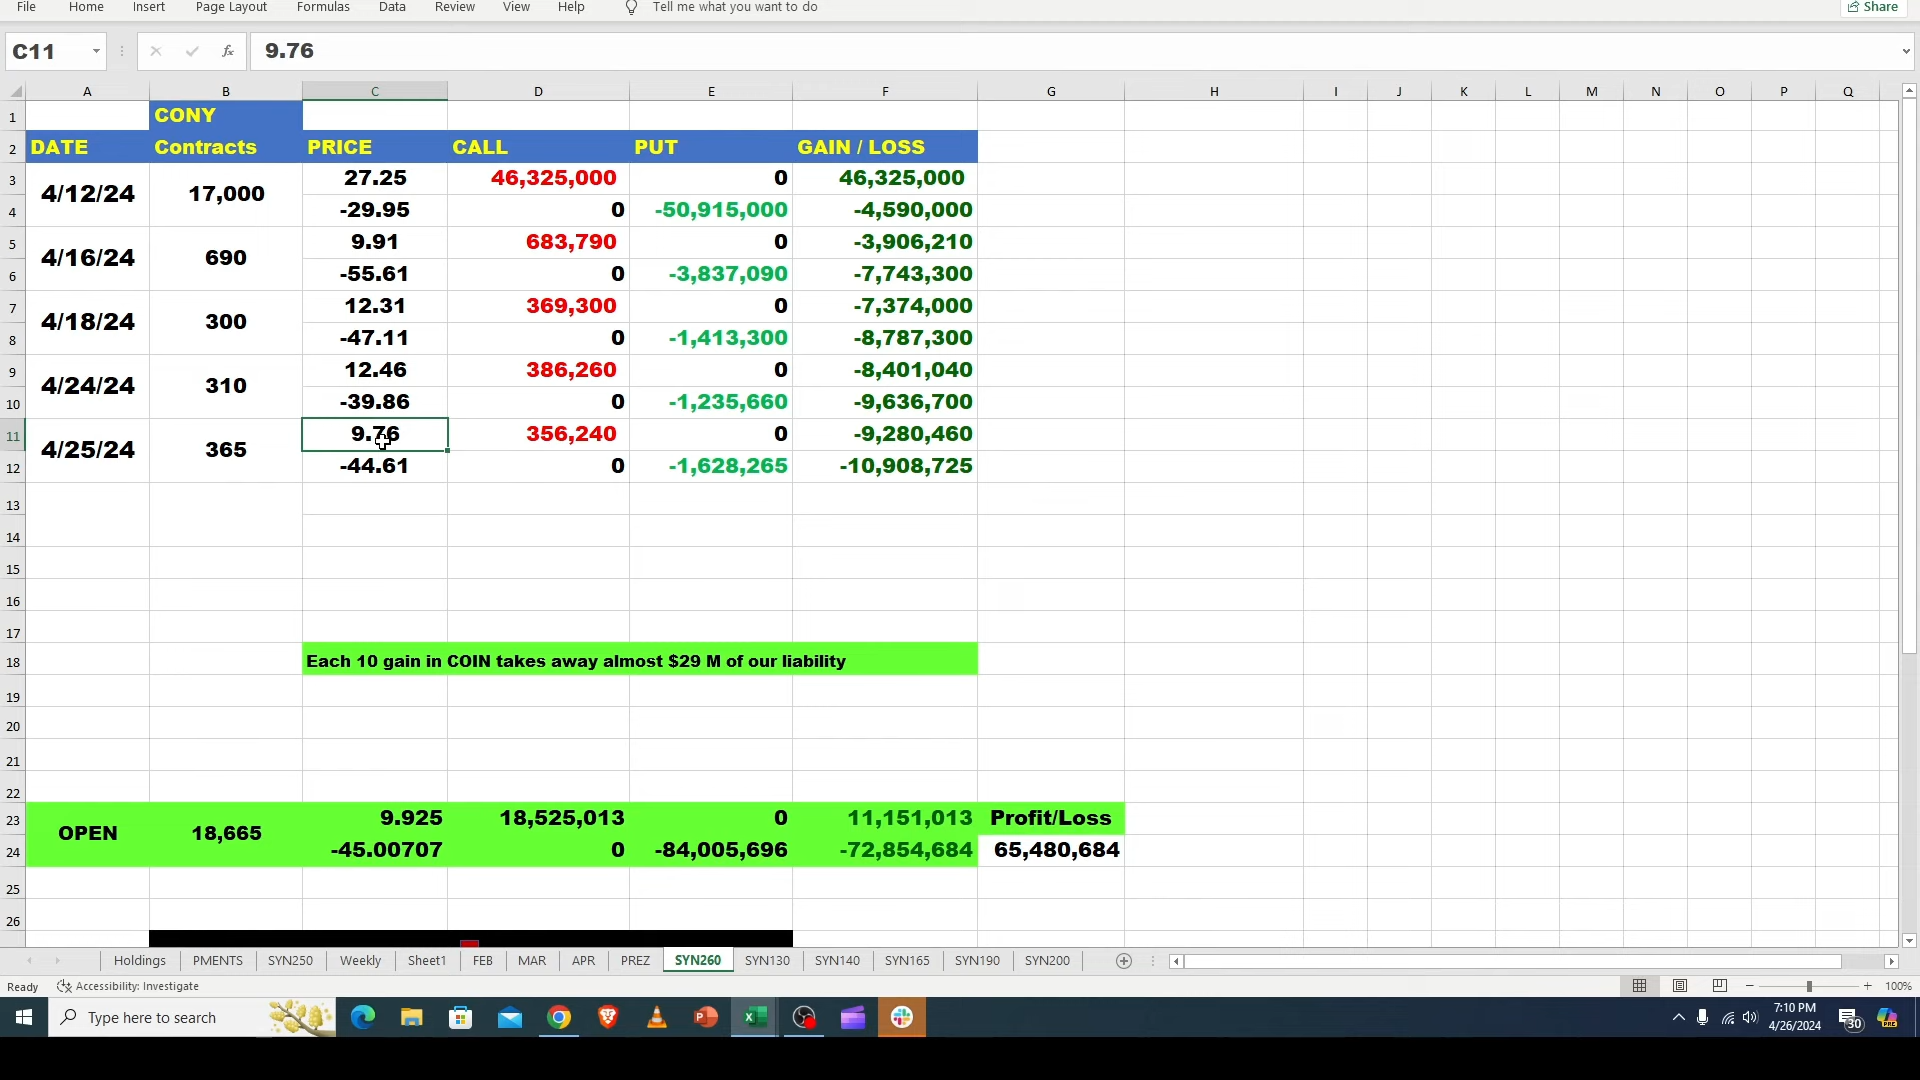 File Home Insert Page Layout Formulas Data Review View Help Tell me what you want to do Share
C11 fx 9.76
A B C D E F G H I J K L M N O P Q
1 CONY
2 DATE Contracts PRICE CALL PUT GAIN / LOSS
3 27.25 46,325,000 0 46,325,000
4/12/24 17,000
4 -29.95 0 -50,915,000 -4,590,000
5 9.91 683,790 0 -3,906,210
4/16/24 690
6 -55.61 0 -3,837,090 -7,743,300
7 12.31 369,300 0 -7,374,000
4/18/24 300
8 -47.11 0 -1,413,300 -8,787,300
9 12.46 386,260 0 -8,401,040
4/24/24 310
10 -39.86 0 -1,235,660 -9,636,700
11 9.76 356,240 0 -9,280,460
4/25/24 365
12 -44.61 0 -1,628,265 -10,908,725
13
14
15
16
17
18 Each 10 gain in COIN takes away almost $29 M of our liability
19
20
21
22
23 9.925 18,525,013 0 11,151,013 Profit/Loss
OPEN 18,665
24 -45.00707 0 -84,005,696 -72,854,684 65,480,684
25
26
Holdings PMENTS SYN250 Weekly Sheet1 FEB MAR APR PREZ SYN260 SYN130 SYN140 SYN165 SYN190 SYN200
Ready Accessibility: Investigate 100%
Type here to search 7:10 PM
4/26/2024 30